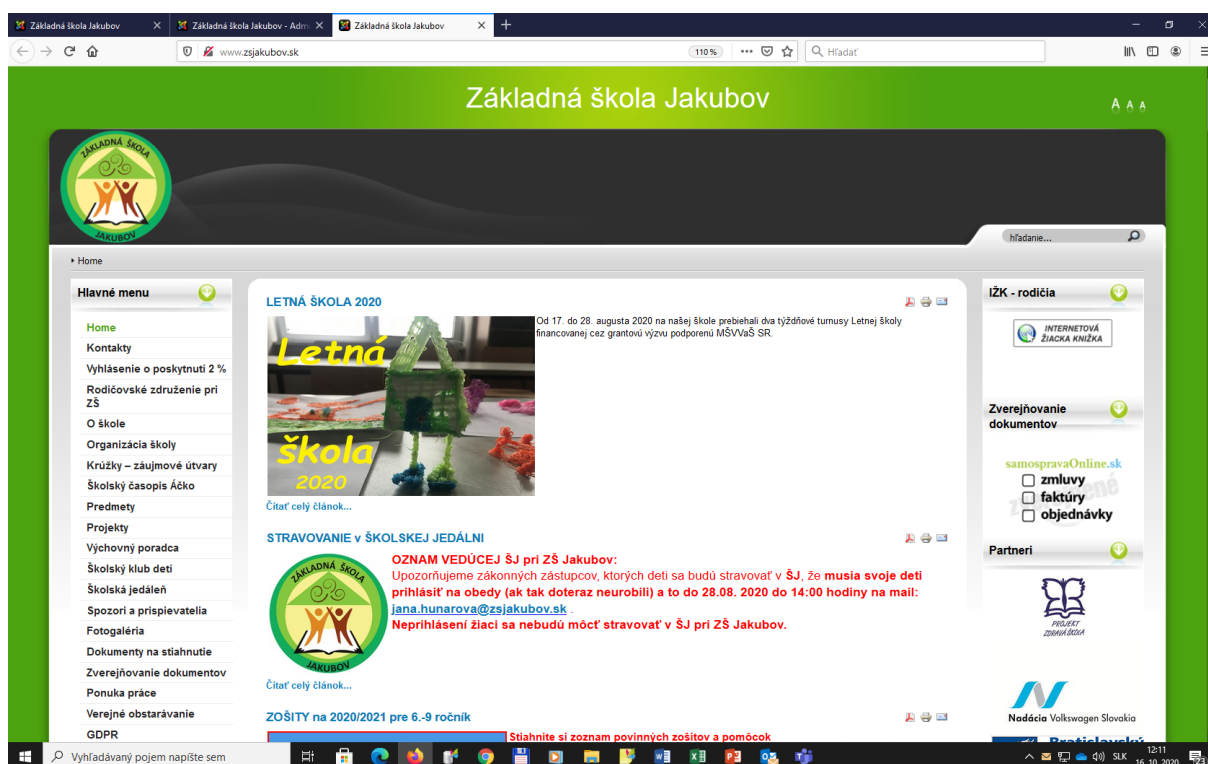 Základná škola Jakubov
Základná škola Jakubov - Adm
Základná škola Jakubov
www.zsjakubov.sk
110 %
Hľadať
Základná škola Jakubov
A A A
ZÁKLADNÁ ŠKOLA
JAKUBOV
hľadanie...
Home
Hlavné menu
Home
Kontakty
Vyhlásenie o poskytnutí 2 %
Rodičovské združenie pri
ZŠ
O škole
Organizácia školy
Krúžky – záujmové útvary
Školský časopis Áčko
Predmety
Projekty
Výchovný poradca
Školský klub detí
Školská jedáleň
Spozori a prispievatelia
Fotogaléria
Dokumenty na stiahnutie
Zverejňovanie dokumentov
Ponuka práce
Verejné obstarávanie
GDPR
LETNÁ ŠKOLA 2020
Letná
škola
2020
Od 17. do 28. augusta 2020 na našej škole prebiehali dva týždňové turnusy Letnej školy
financovanej cez grantovú výzvu podporenú MŠVVaŠ SR.
Čítať celý článok...
STRAVOVANIE v ŠKOLSKEJ JEDÁLNI
ZÁKLADNÁ ŠKOLA
JAKUBOV
OZNAM VEDÚCEJ ŠJ pri ZŠ Jakubov:
Upozorňujeme zákonných zástupcov, ktorých deti sa budú stravovať v ŠJ, že musia svoje deti
prihlásiť na obedy (ak tak doteraz neurobili) a to do 28.08. 2020 do 14:00 hodiny na mail:
jana.hunarova@zsjakubov.sk .
Neprihlásení žiaci sa nebudú môcť stravovať v ŠJ pri ZŠ Jakubov.
Čítať celý článok...
ZOŠITY na 2020/2021 pre 6.-9 ročník
Stiahnite si zoznam povinných zošitov a pomôcok
IŽK - rodičia
INTERNETOVÁ
ŽIACKA KNIŽKA
Zverejňovanie
dokumentov
samospravaOnline.sk
zmluvy
faktúry
objednávky
Partneri
PROJEKT
ZDRAVÁ ŠKOLA
Nadácia Volkswagen Slovakia
Bratislavský
Vyhľadávaný pojem napíšte sem
SLK
12:11
16. 10. 2020
23